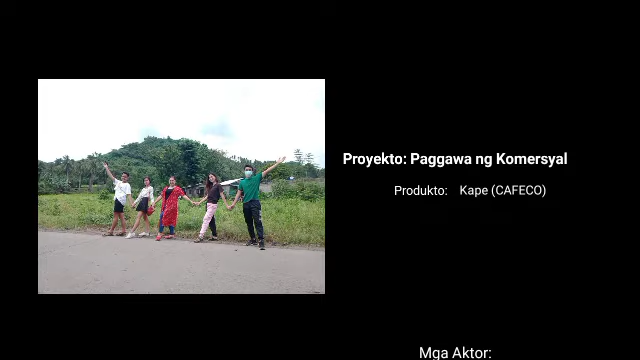 Proyekto: Paggawa ng Komersyal
Produkto: Kape (CAFECO)
Mga Aktor: